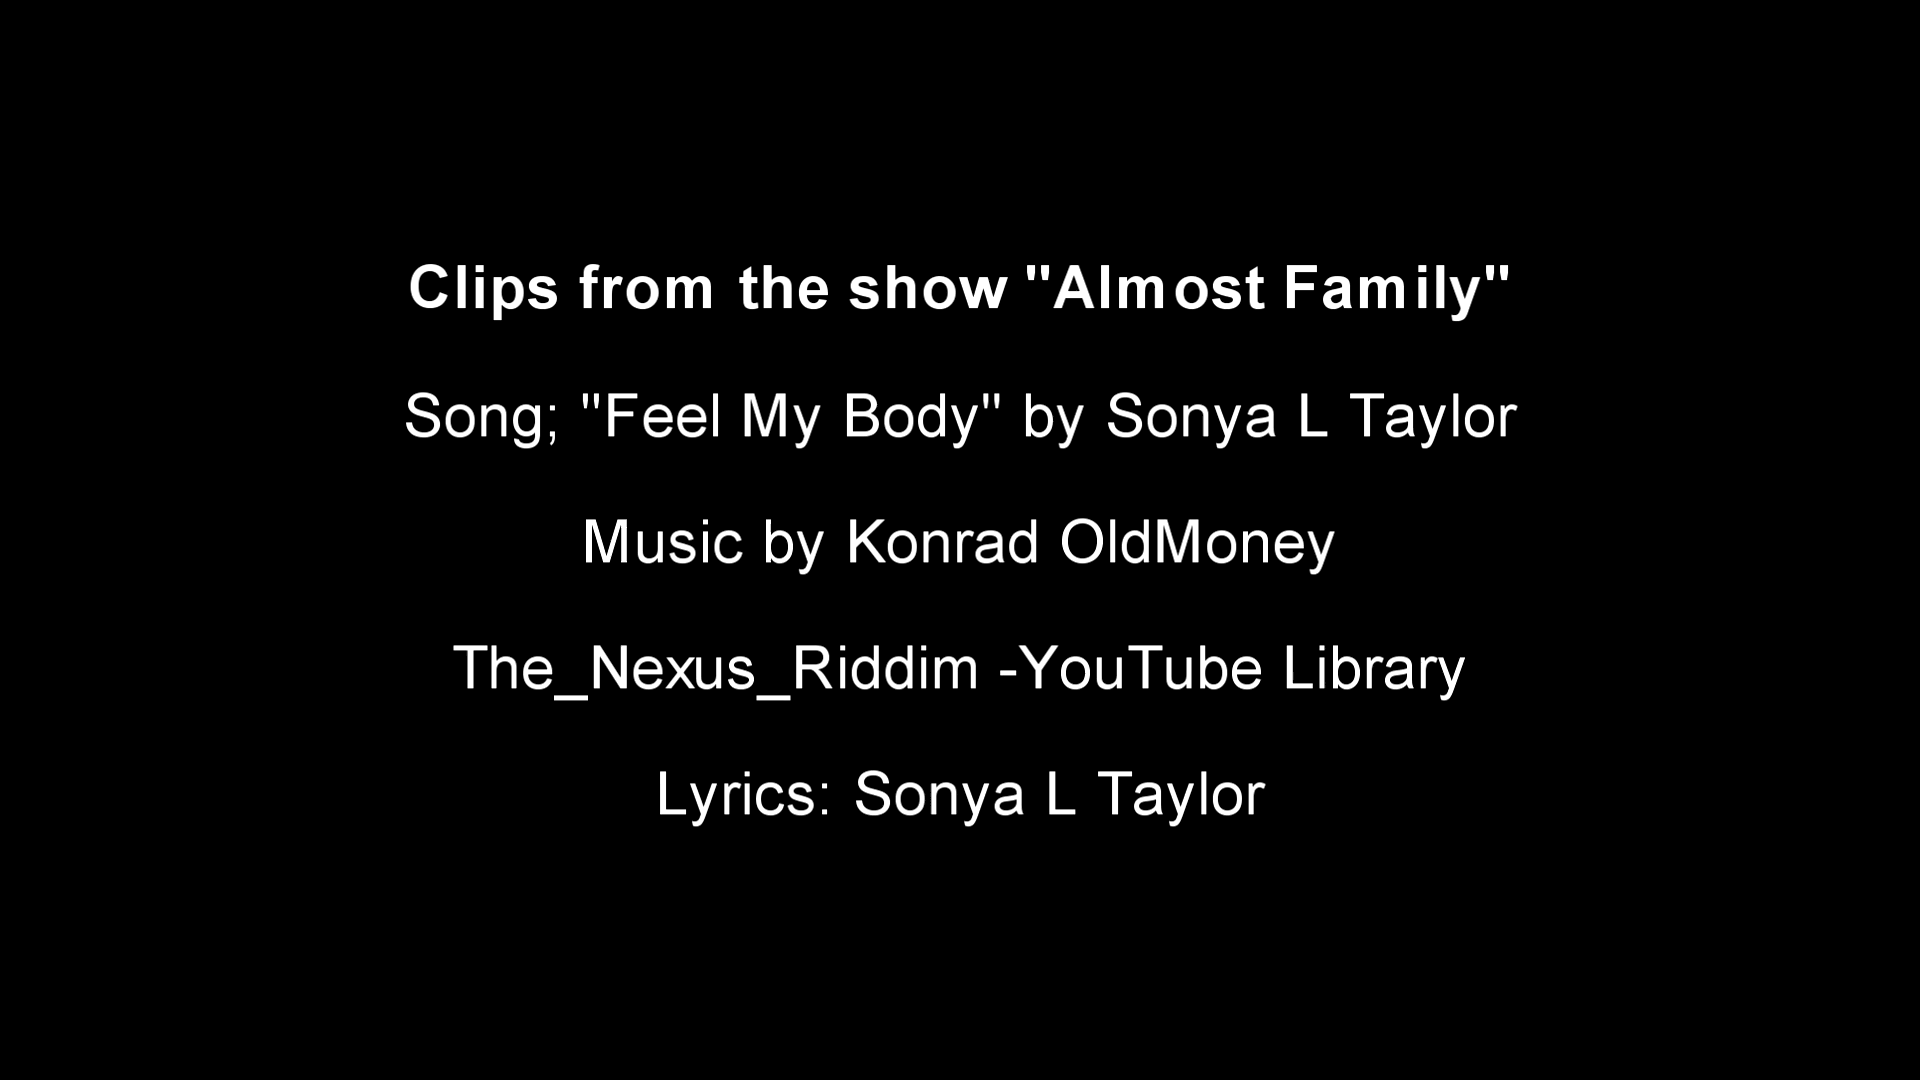 Clips from the show "Almost Family"
Song; "Feel My Body" by Sonya L Taylor
Music by Konrad OldMoney
The_Nexus_Riddim -YouTube Library
Lyrics: Sonya L Taylor